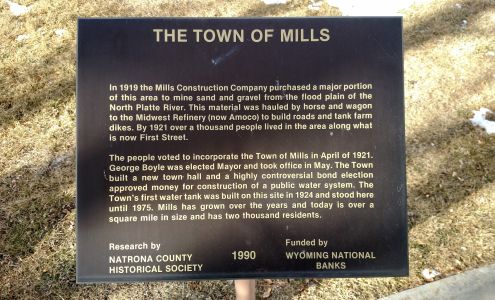 THE TOWN OF MILLS
In 1919 the Mills Construction Company purchased a major portion
of this area to mine sand and gravel from the flood plain of the
North Platte River. This material was hauled by horse and wagon
to the Midwest Refinery (now Amoco) to build roads and tank farm
dikes. By 1921 over a thousand people lived in the area along what
is now First Street.
The people voted to incorporate the Town of Mills in April of 1921.
George Boyle was elected Mayor and took office in May. The Town
built a new town hall and a highly controversial bond election
approved money for construction of a public water system. The
Town's first water tank was built on this site in 1924 and stood here
until 1975. Mills has grown over the years and today is over a
square mile in size and has two thousand residents.
Research by
NATRONA COUNTY
HISTORICAL SOCIETY
1990
Funded by
WYOMING NATIONAL
BANKS